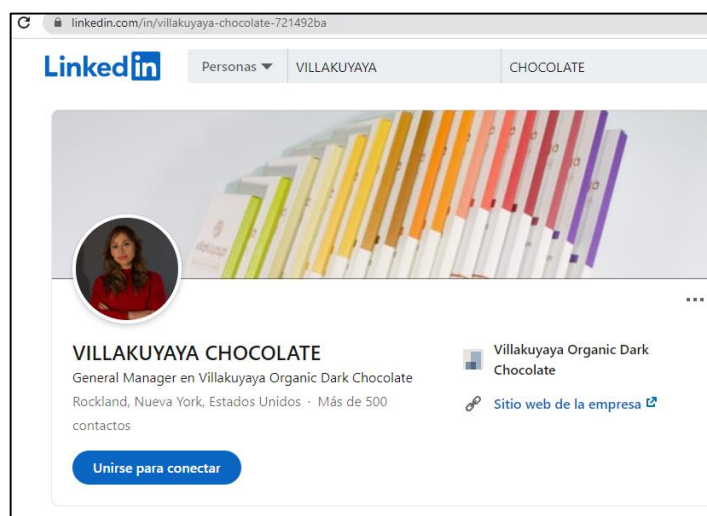 linkedin.com/in/villakuyaya-chocolate-721492ba
Linked in
Personas VILLAKUYAYA CHOCOLATE
VILLAKUYAYA CHOCOLATE
General Manager en Villakuyaya Organic Dark Chocolate
Rockland, Nueva York, Estados Unidos · Más de 500
contactos
Unirse para conectar
Villakuyaya Organic Dark
Chocolate
Sitio web de la empresa